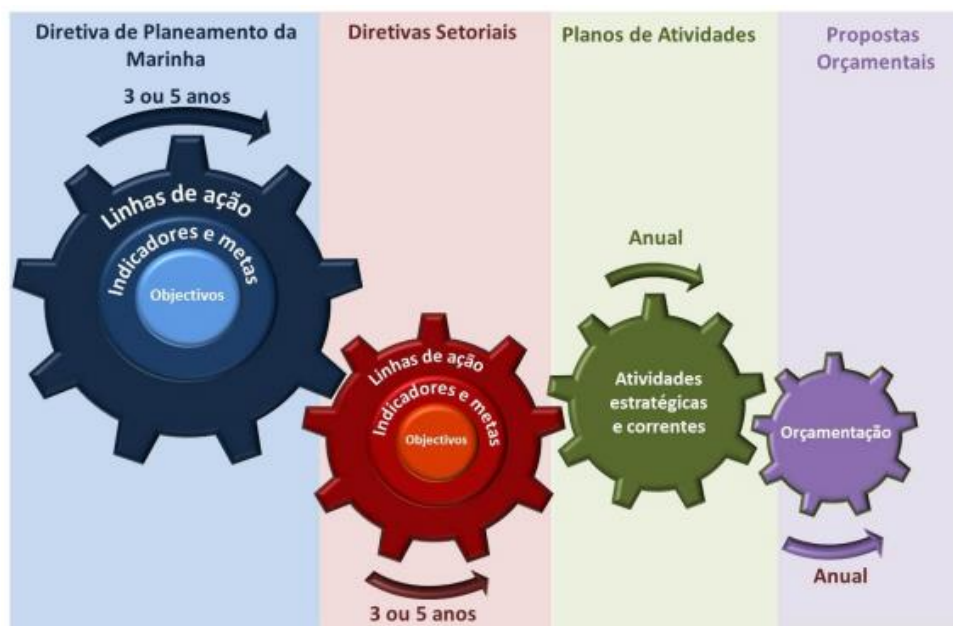 Diretiva de Planeamento da
Marinha
3 ou 5 anos
Linhas de ação
Indicadores e metas
Objectivos
Diretivas Setoriais
Linhas de ação
Indicadores e metas
Objectivos
3 ou 5 anos
Planos de Atividades
Anual
Atividades
estratégicas
e correntes
Propostas
Orçamentais
Orçamentação
Anual